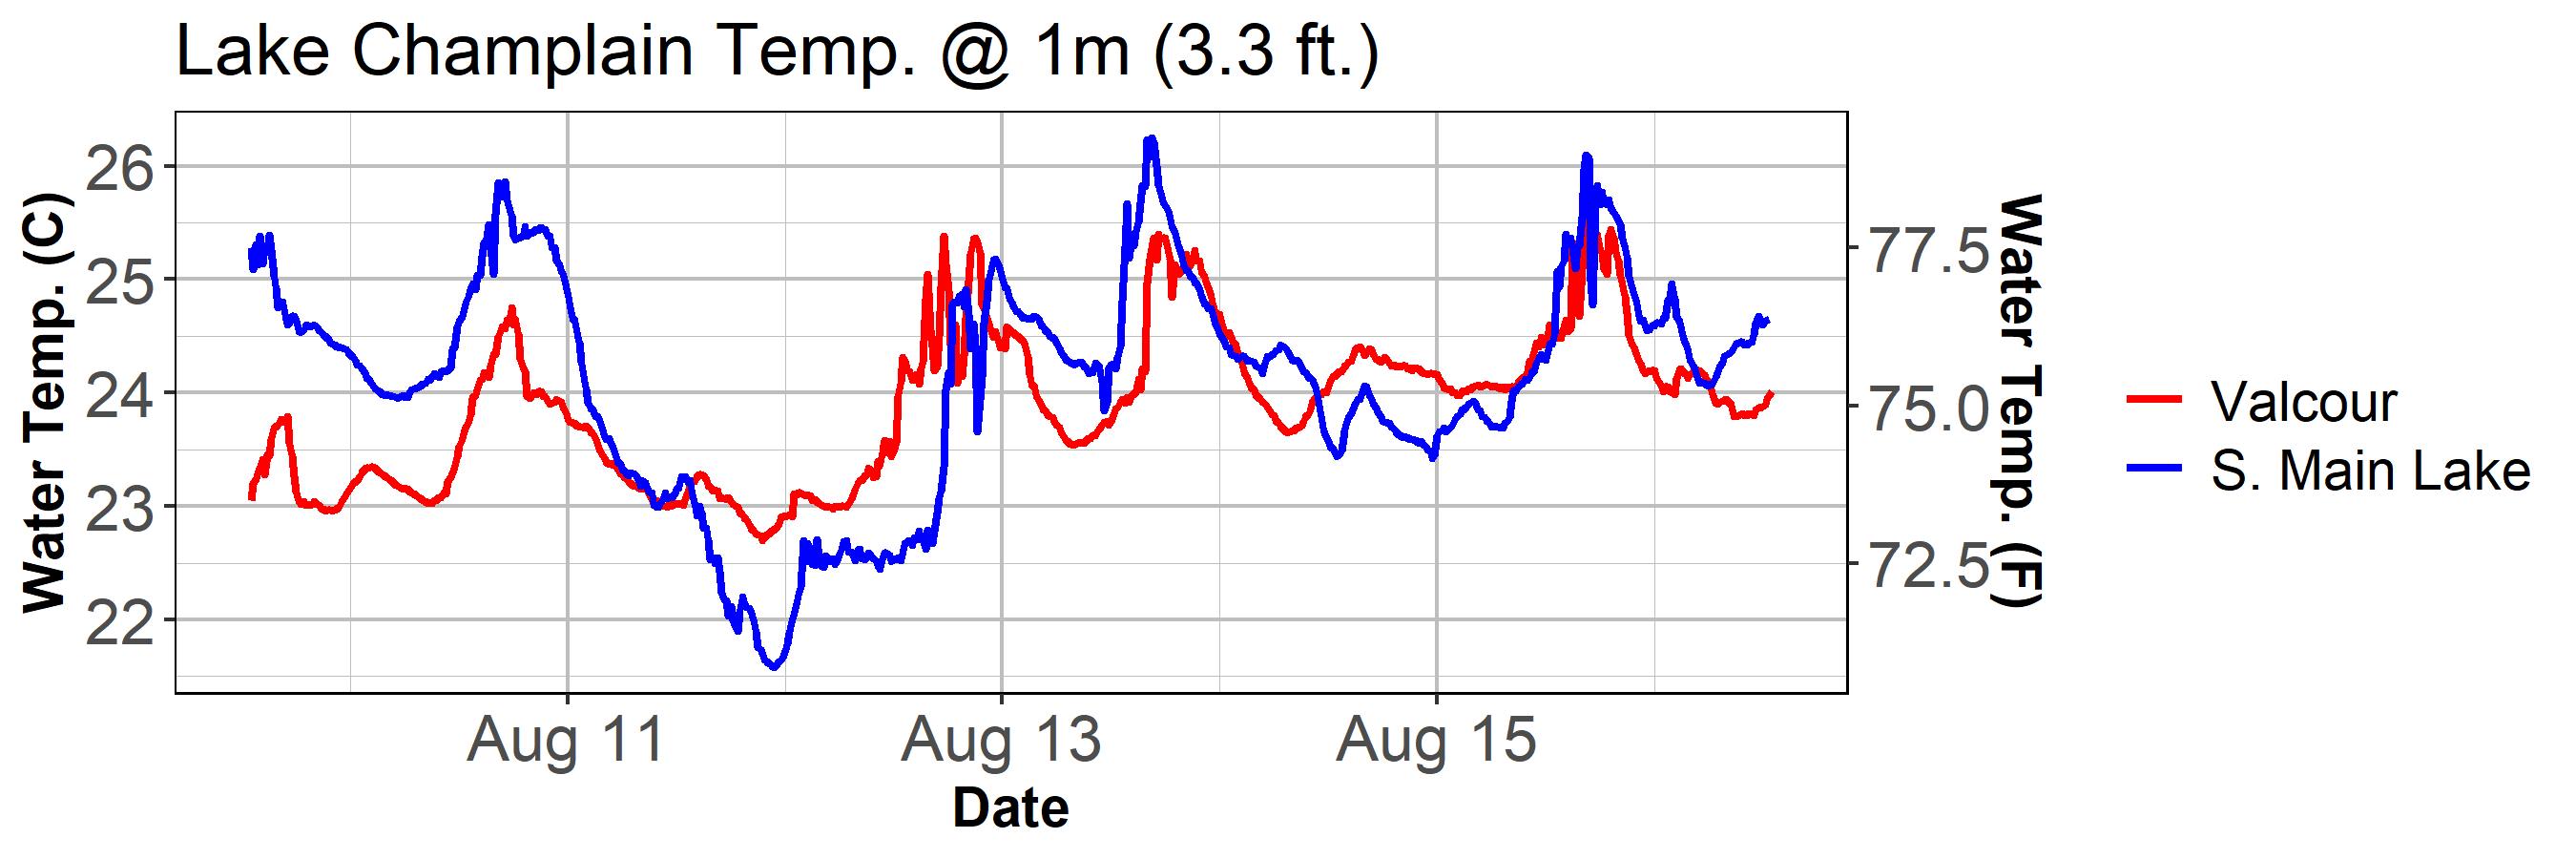 Lake Champlain Temp. @ 1m (3.3 ft.)
Water Temp. (C)
26
25
24
23
22
77.5
75.0
72.5
Water Temp. (F)
Aug 11
Aug 13
Aug 15
Date
Valcour
S. Main Lake